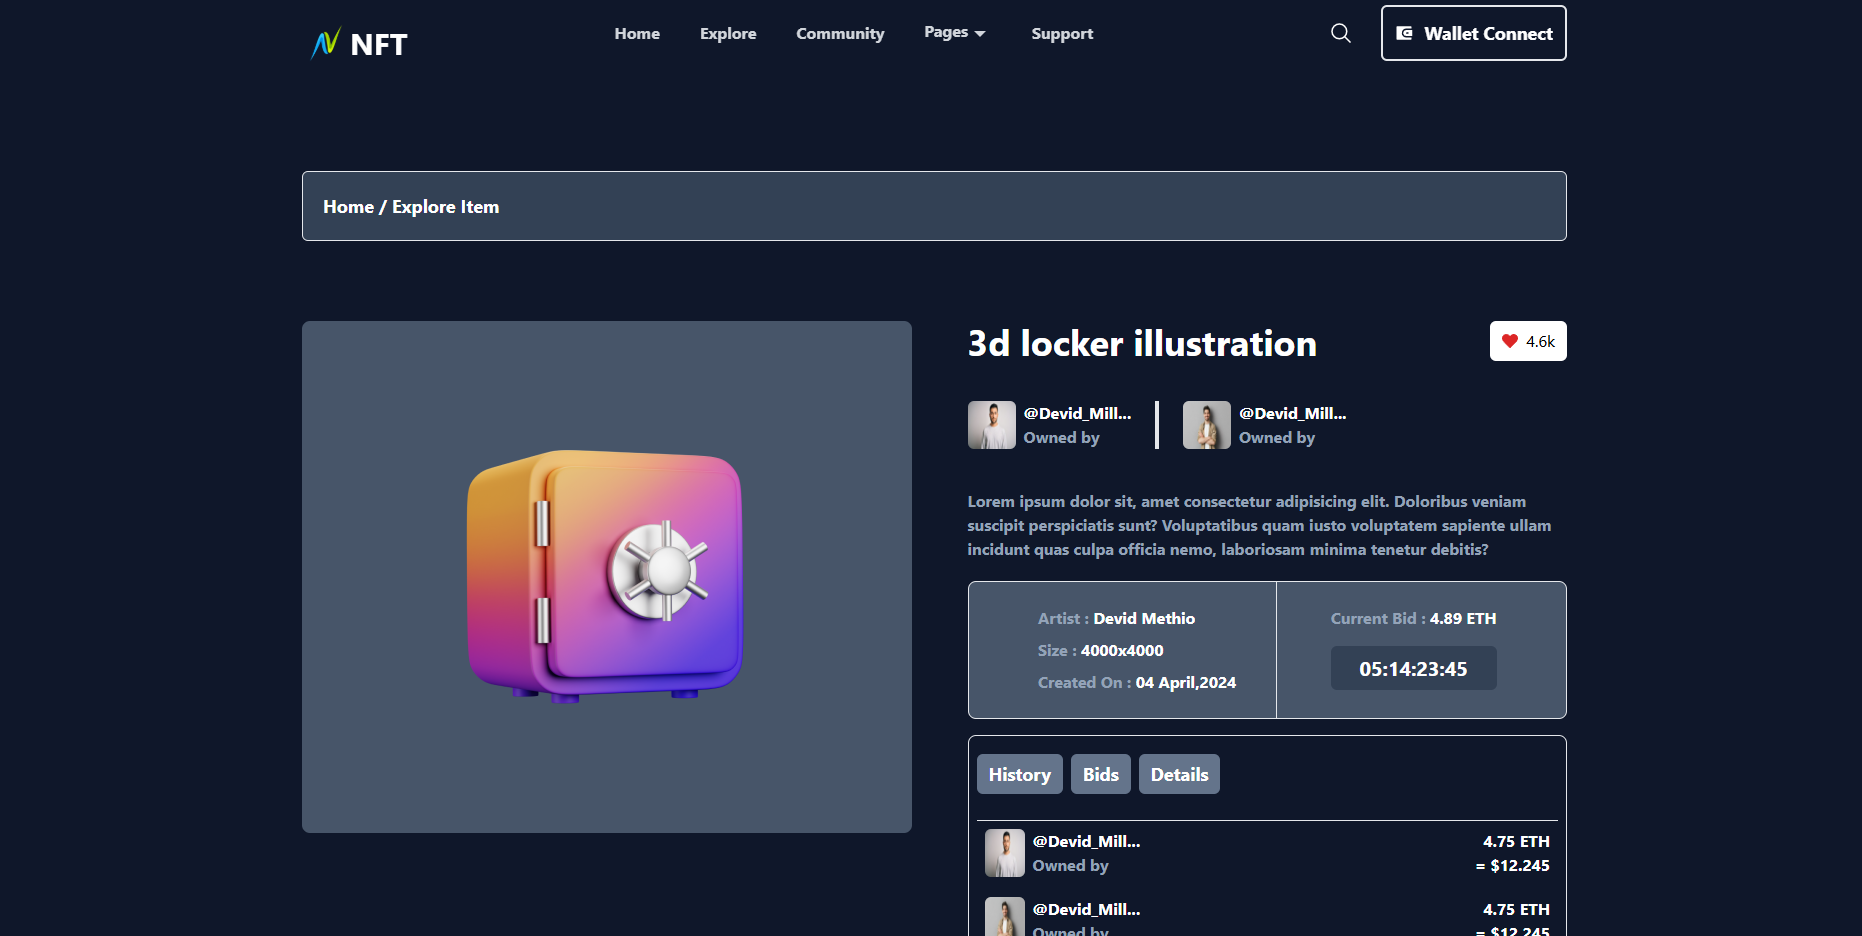 NFT
Home
Explore
Community
Pages
Support
Wallet Connect
Home / Explore Item
3d locker illustration
4.6k
@Devid_Mill...
Owned by
@Devid_Mill...
Owned by
Lorem ipsum dolor sit, amet consectetur adipisicing elit. Doloribus veniam
suscipit perspiciatis sunt? Voluptatibus quam iusto voluptatem sapiente ullam
incidunt quas culpa officia nemo, laboriosam minima tenetur debitis?
Artist : Devid Methio
Size : 4000x4000
Created On : 04 April,2024
Current Bid : 4.89 ETH
05:14:23:45
History
Bids
Details
@Devid_Mill...
Owned by
4.75 ETH
= $12.245
@Devid_Mill...
Owned by
4.75 ETH
= $12.245